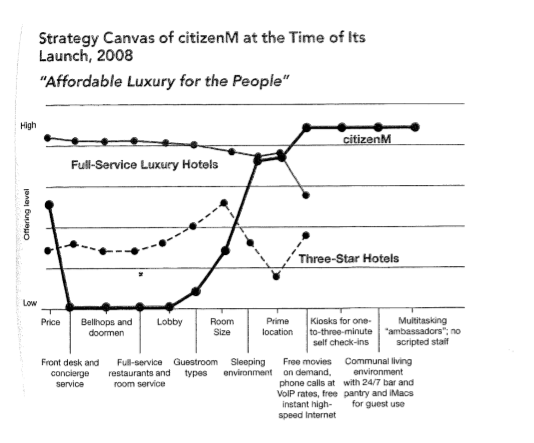 Strategy Canvas of citizenM at the Time of Its
Launch, 2008
"Affordable Luxury for the People"
High
citizenM
Full-Service Luxury Hotels
Offering level
Three-Star Hotels
Low
Price
Bellhops and
doormen
Lobby
Room
Size
Prime
location
Kiosks for one-
to-three-minute
self check-ins
Multitasking
"ambassadors"; no
scripted staff
Front desk and
concierge
service
Full-service
restaurants and
room service
Guestroom
types
Sleeping
environment
Free movies
on demand,
phone calls at
VoIP rates, free
instant high-
speed Internet
Communal living
environment
with 24/7 bar and
pantry and iMacs
for guest use